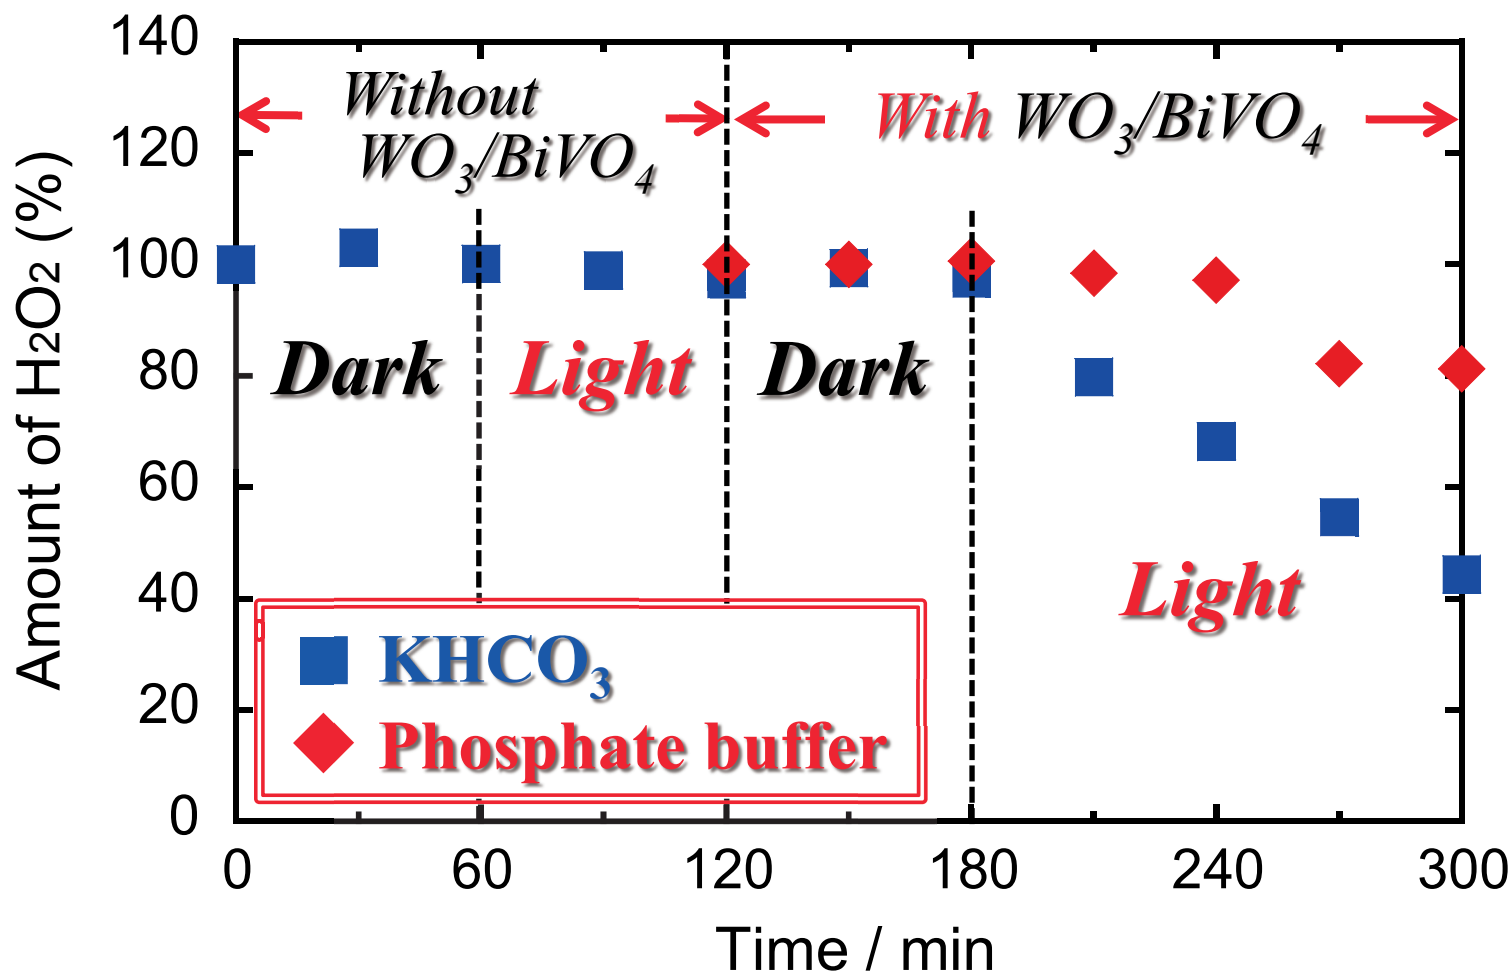 140
120
100
80
60
40
20
0
Amount of H2O2 (%)
Without
WO3/BiVO4
With WO3/BiVO4
Dark
Light
Dark
Light
KHCO3
Phosphate buffer
0 60 120 180 240 300
Time / min